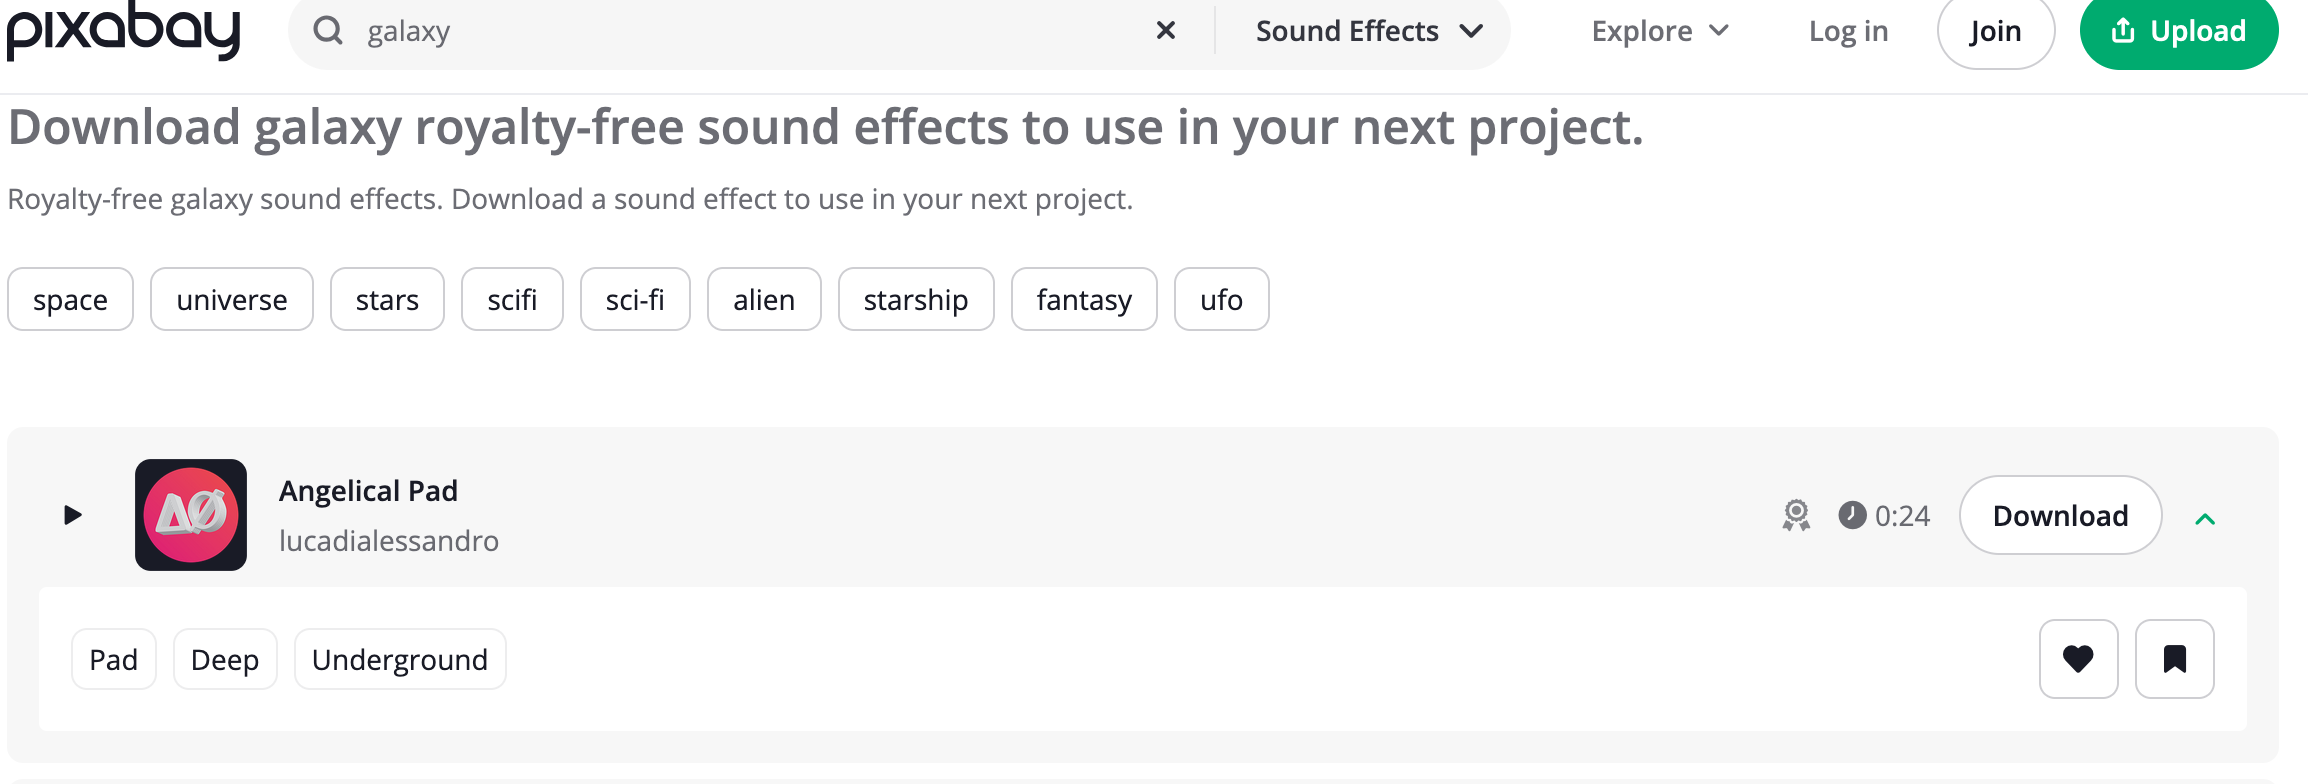 pixabay
galaxy
Sound Effects
Explore
Log in
Join
Upload
Download galaxy royalty-free sound effects to use in your next project.
Royalty-free galaxy sound effects. Download a sound effect to use in your next project.
space universe stars scifi sci-fi alien starship fantasy ufo
AØ
Angelical Pad
lucadialessandro
0:24
Download
Pad Deep Underground